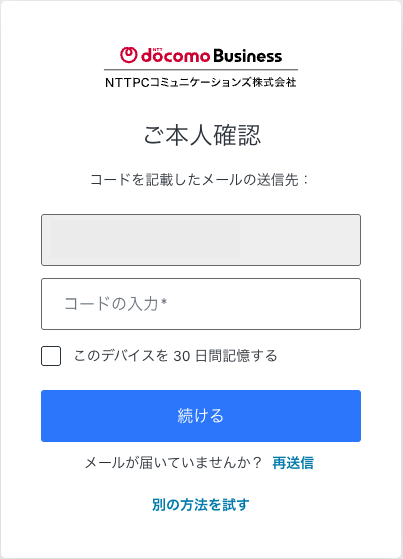 NTT docomo Business
NTTPCコミュニケーションズ株式会社
ご本人確認
コードを記載したメールの送信先：
コードの入力*
このデバイスを 30 日間記憶する
続ける
メールが届いていませんか？ 再送信
別の方法を試す